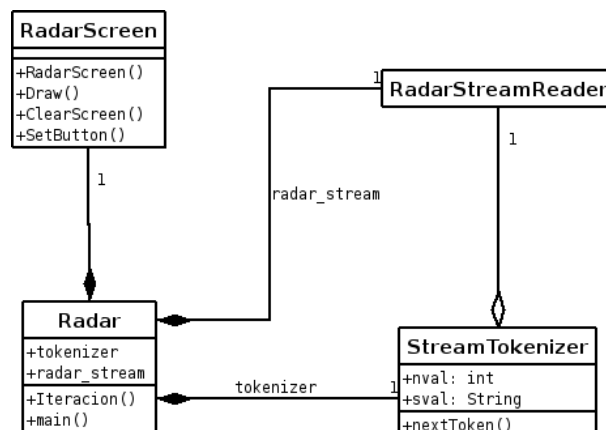 RadarScreen
+RadarScreen()
+Draw()
+ClearScreen()
+SetButton()
1
1
RadarStreamReader
1
radar_stream
Radar
+tokenizer
+radar_stream
+Iteracion()
+main()
tokenizer
1
StreamTokenizer
+nval: int
+sval: String
+nextToken()